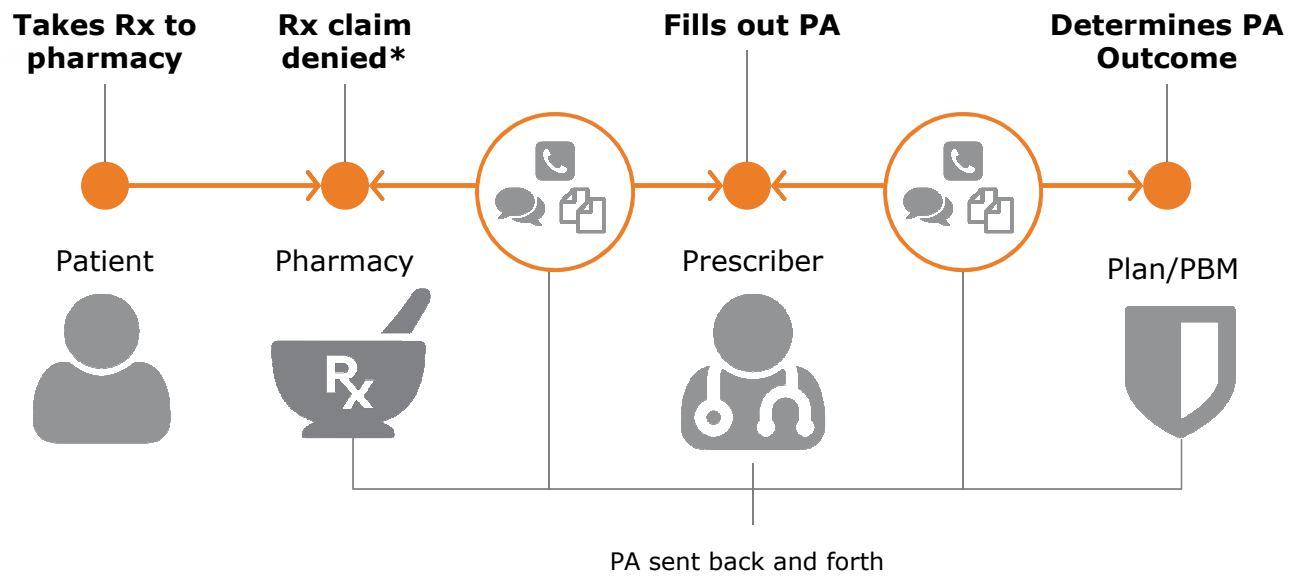 Takes Rx to
pharmacy
Rx claim
denied*
Fills out PA
Determines PA
Outcome
Patient
Pharmacy
Prescriber
Plan/PBM
Rx
PA sent back and forth